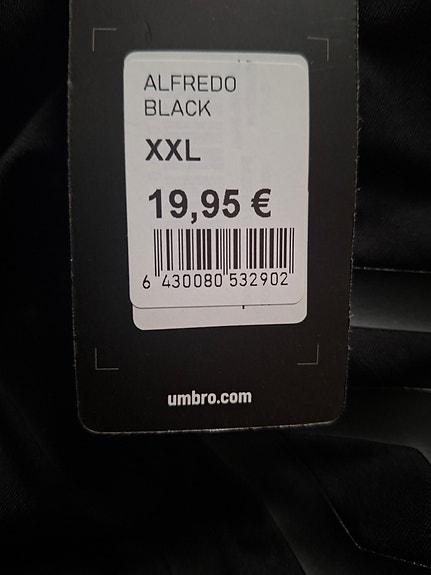 ALFREDO
BLACK
XXL
19,95 €
6 430080 532902
umbro.com